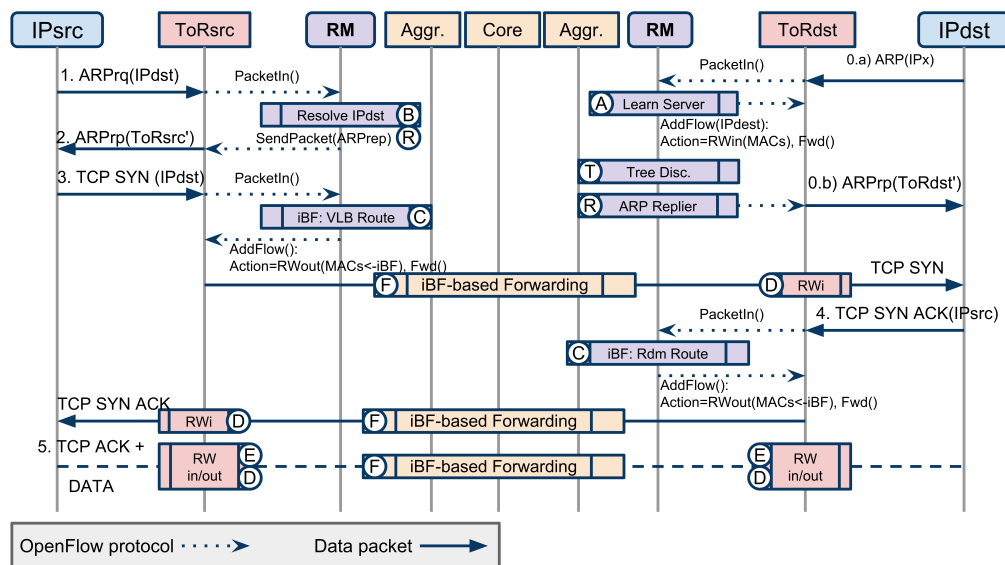 IPsrc
ToRsrc
RM
Aggr.
Core
Aggr.
RM
ToRdst
IPdst
1. ARPrq(IPdst)
PacketIn()
PacketIn()
0.a) ARP(IPx)
Resolve IPdst
B
A
Learn Server
2. ARPrp(ToRsrc')
SendPacket(ARPrep)
R
AddFlow(IPdest):
Action=RWin(MACs), Fwd()
3. TCP SYN (IPdst)
PacketIn()
T
Tree Disc.
0.b) ARPrp(ToRdst')
iBF: VLB Route
C
R
ARP Replier
AddFlow():
Action=RWout(MACs<-iBF), Fwd()
TCP SYN
F
iBF-based Forwarding
D
RWi
PacketIn()
4. TCP SYN ACK(IPsrc)
C
iBF: Rdm Route
AddFlow():
Action=RWout(MACs<-iBF), Fwd()
TCP SYN ACK
RWi
D
F
iBF-based Forwarding
5. TCP ACK +
DATA
RW
in/out
E
D
F
iBF-based Forwarding
E
D
RW
in/out
OpenFlow protocol
Data packet